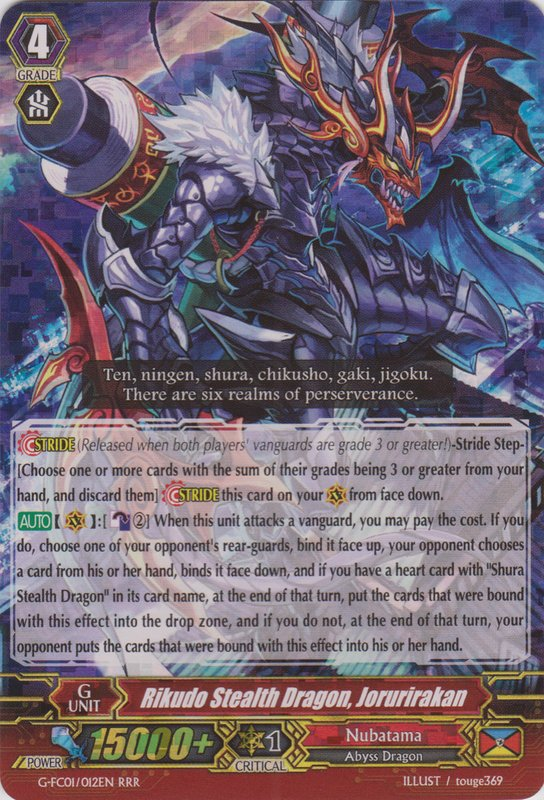 4
GRADE
Ten, ningen, shura, chikusho, gaki, jigoku.
There are six realms of perserverance.
STRIDE (Released when both players' vanguards are grade 3 or greater!)-Stride Step-
[Choose one or more cards with the sum of their grades being 3 or greater from
your hand, and discard them] STRIDE this card on your from face down.
AUTO [ ]:[ ②] When this unit attacks a vanguard, you may pay the cost. If you
do, choose one of your opponent's rear-guards, bind it face up, your opponent chooses
a card from his or her hand, binds it face down, and if you have a heart card with "Shura
Stealth Dragon" in its card name, at the end of that turn, put the cards that were bound
with this effect into the drop zone, and if you do not, at the end of that turn, your
opponent puts the cards that were bound with this effect into his or her hand.
G UNIT
Rikudo Stealth Dragon, Jorurirakan
POWER 15000+
1 CRITICAL
Nubatama
Abyss Dragon
G-FC01/012EN RRR
ILLUST / touge369